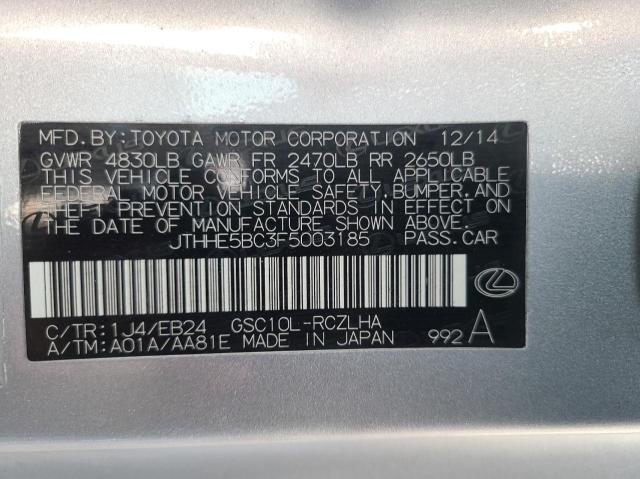 MFD.BY:TOYOTA MOTOR CORPORATION 12/14
GVWR 4830LB GAWR FR 2470LB RR 2650LB
THIS VEHICLE CONFORMS TO ALL APPLICABLE
FEDERAL MOTOR VEHICLE SAFETY,BUMPER,AND
THEFT PREVENTION STANDARDS IN EFFECT ON
THE DATE OF MANUFACTURE SHOWN ABOVE.
JTHHE5BC3F5003185 PASS.CAR
C/TR:1J4/EB24 GSC10L-RCZLHA
A/TM:A01A/AA81E MADE IN JAPAN 992 A